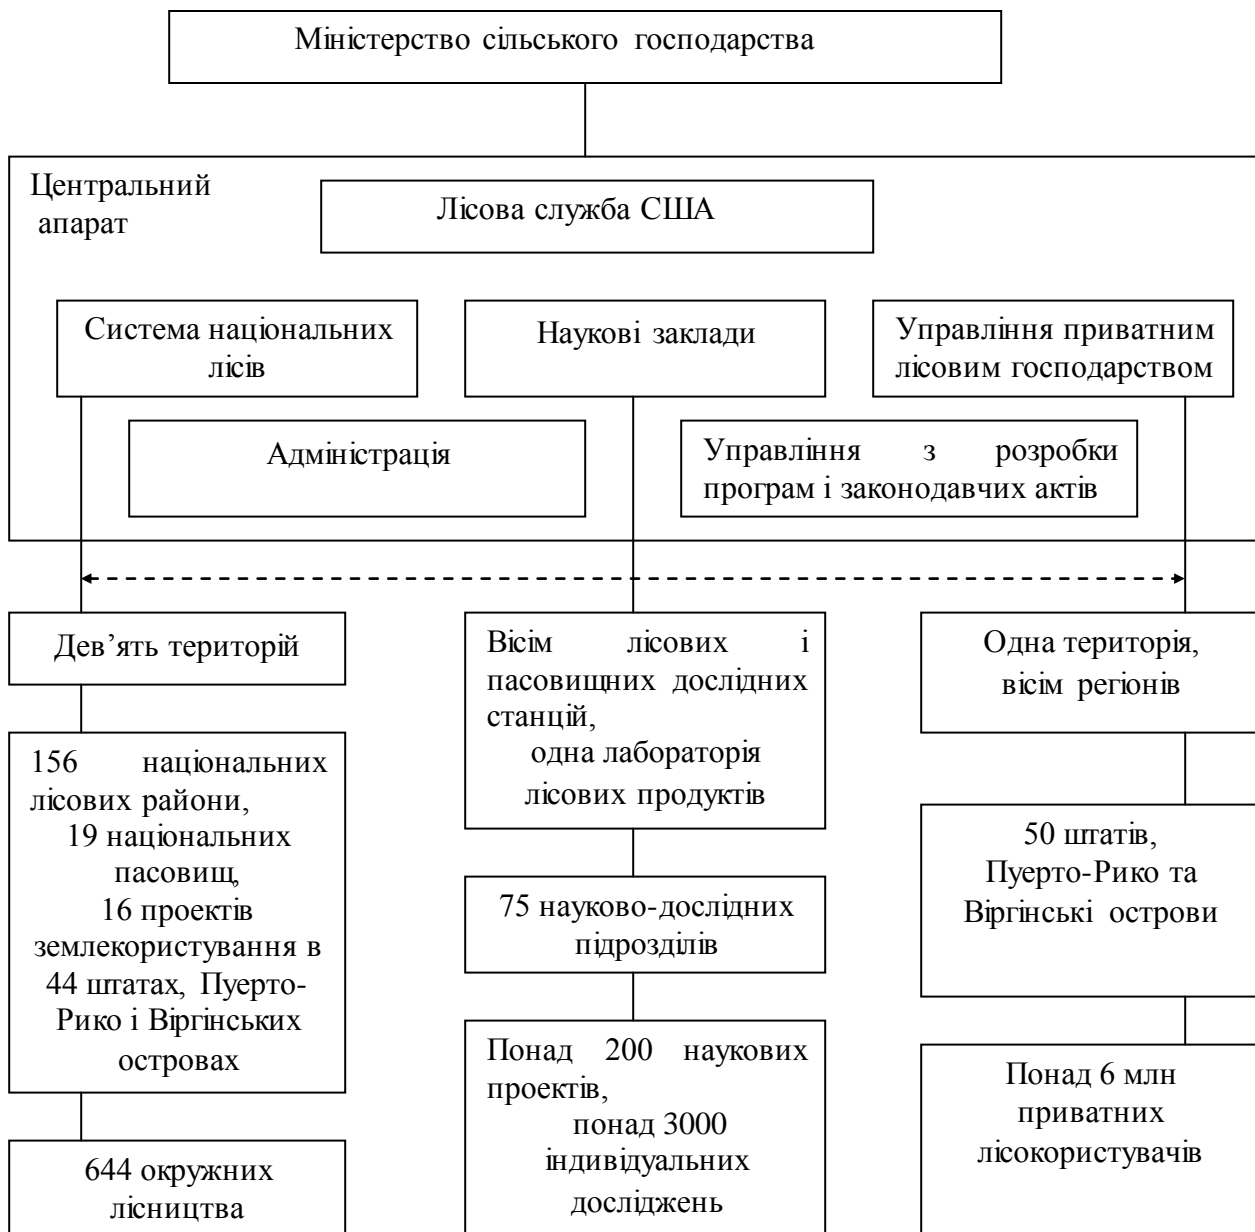 Міністерство сільського господарства
Центральний
апарат
Лісова служба США
Система національних
лісів
Наукові заклади
Управління приватним
лісовим господарством
Адміністрація
Управління з розробки
програм і законодавчих актів
Дев’ять територій
156 національних
лісових райони,
19 національних
пасовищ,
16 проектів
землекористування в
44 штатах, Пуерто-
Рико і Віргінських
островах
644 окружних
лісництва
Вісім лісових і
пасовищних дослідних
станцій,
одна лабораторія
лісових продуктів
75 науково-дослідних
підрозділів
Понад 200 наукових
проектів,
понад 3000
індивідуальних
досліджень
Одна територія,
вісім регіонів
50 штатів,
Пуерто-Рико та
Віргінські острови
Понад 6 млн
приватних
лісокористувачів